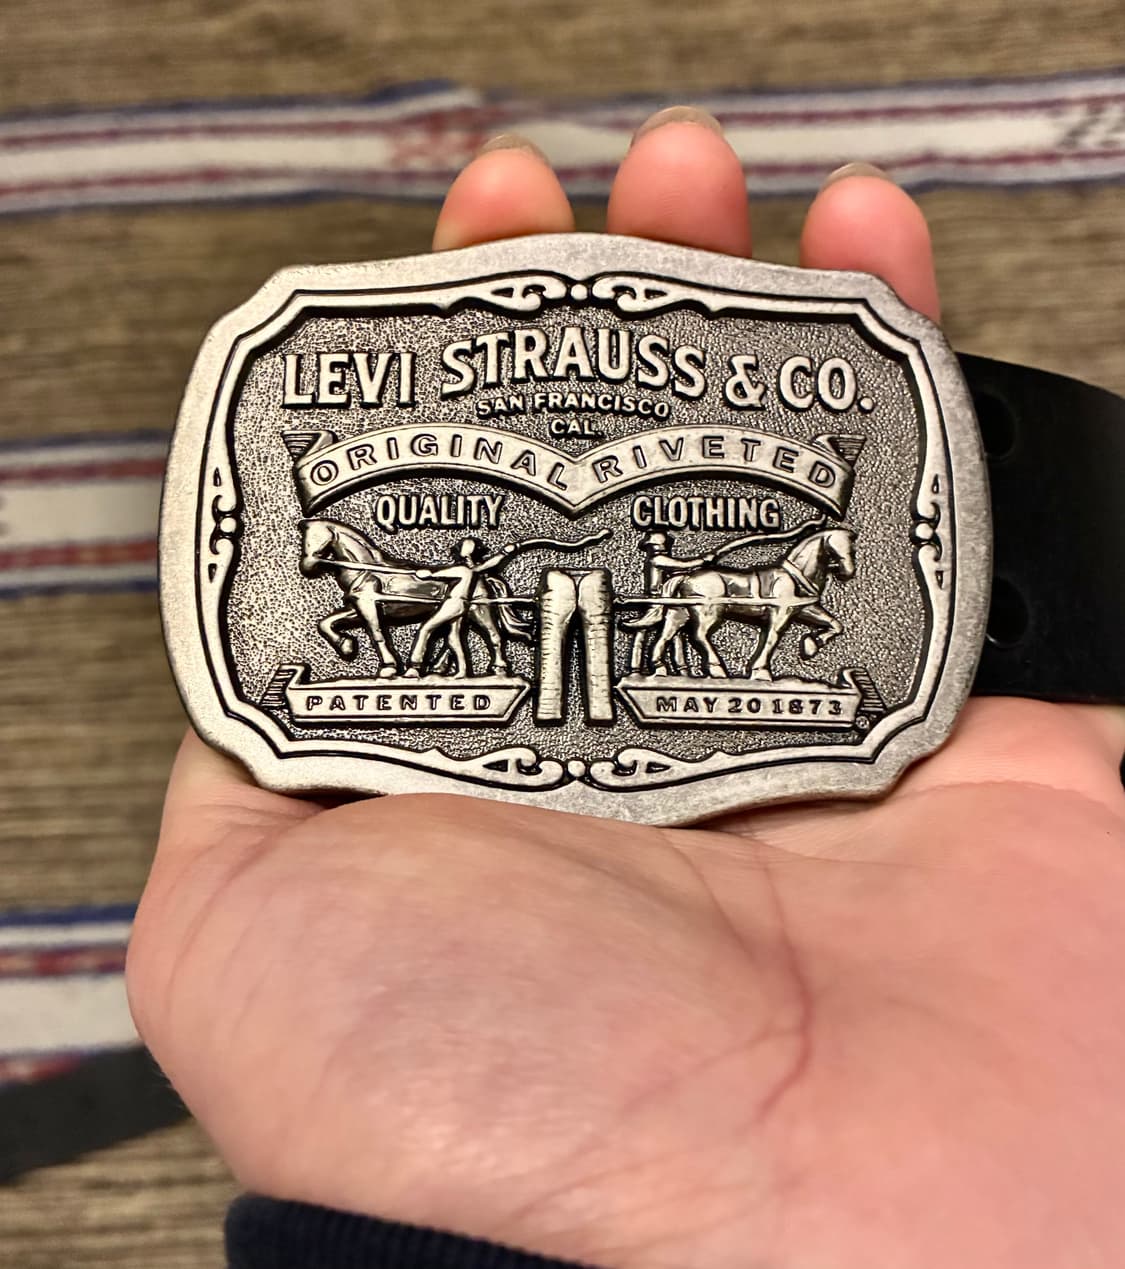 LEVI STRAUSS & CO.
SAN FRANCISCO
CAL.
ORIGINAL RIVETED
QUALITY CLOTHING
PATENTED MAY 20 1873
®